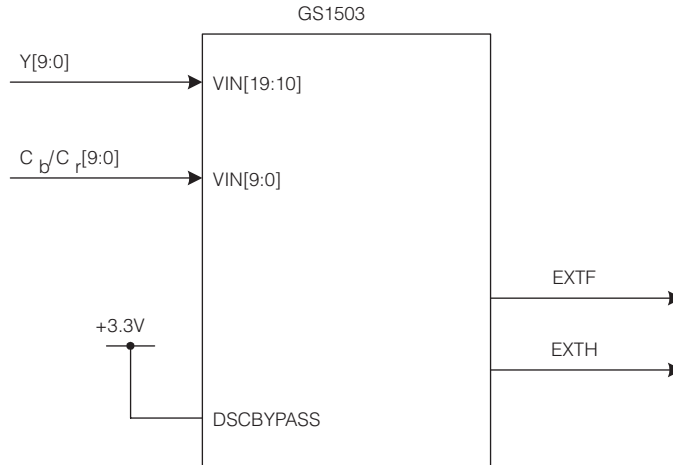 GS1503
Y[9:0]
VIN[19:10]
C b/C r[9:0]
VIN[9:0]
EXTF
+3.3V
EXTH
DSCBYPASS